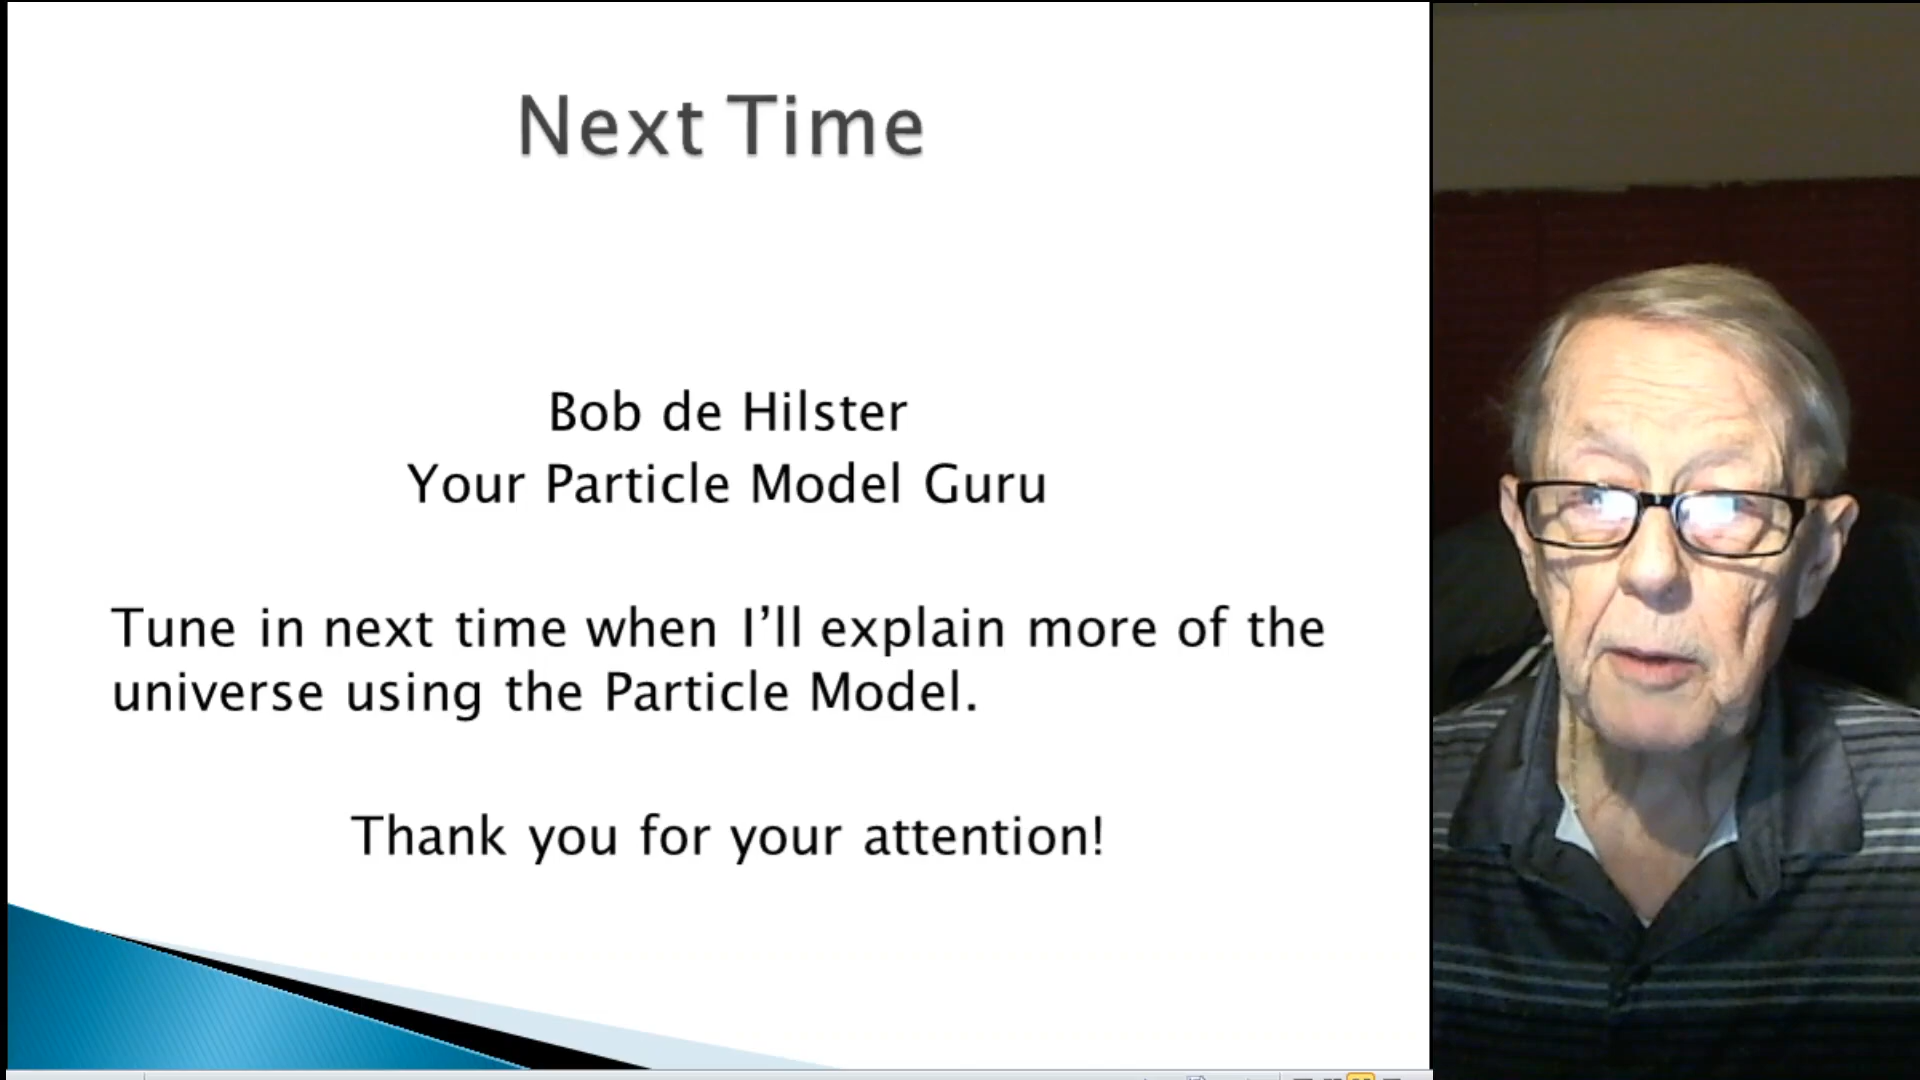 Next Time
Bob de Hilster
Your Particle Model Guru
Tune in next time when I’ll explain more of the
universe using the Particle Model.
Thank you for your attention!